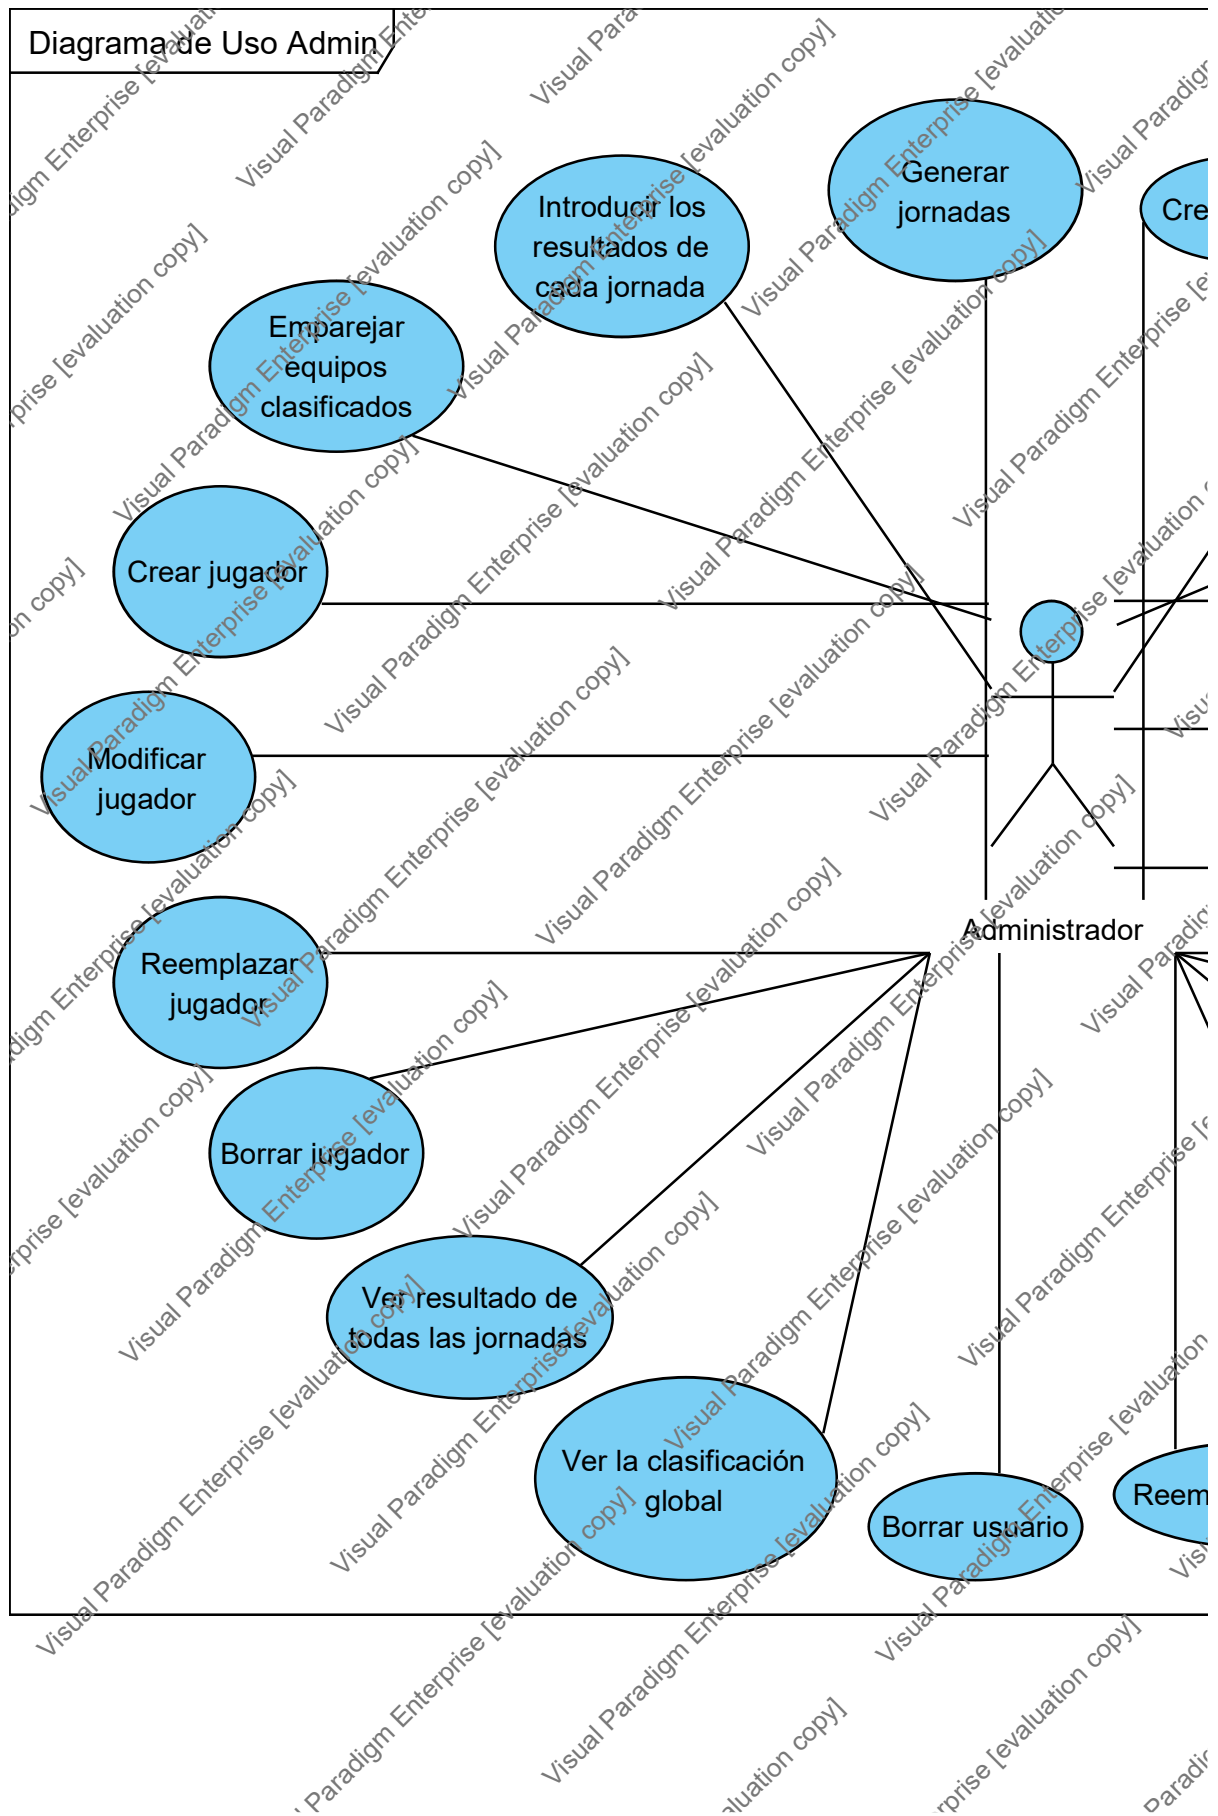 Diagrama de Uso Admin
Generar
jornadas
Cre
Introducir los
resultados de
cada jornada
Emparejar
equipos
clasificados
Crear jugador
Modificar
jugador
Administrador
Reemplazar
jugador
Borrar jugador
Ver resultado de
todas las jornadas
Ver la clasificación
global
Borrar usuario
Reem
Visual Paradigm Enterprise [evaluation copy]